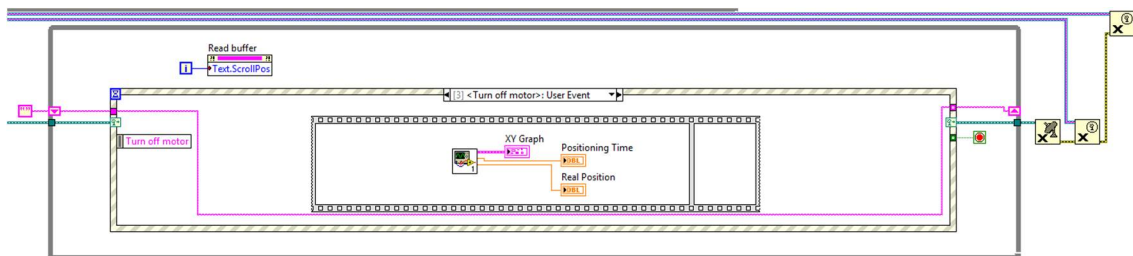 Read buffer
Text.ScrollPos
i
[3] <Turn off motor>: User Event
Turn off motor
XY Graph
Positioning Time
DBL
Real Position
DBL
1